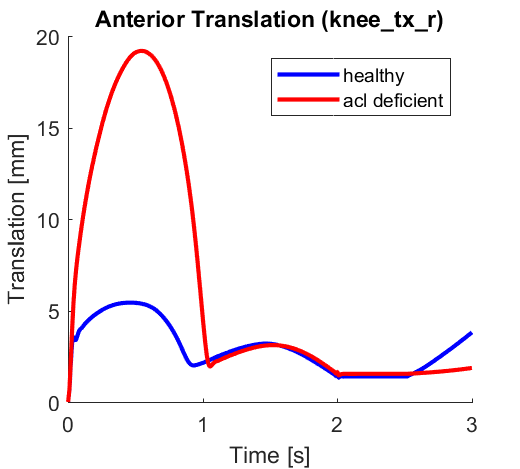 Anterior Translation (knee_tx_r)
20
healthy
acl deficient
15
Translation [mm]
10
5
0
0 1 2 3
Time [s]